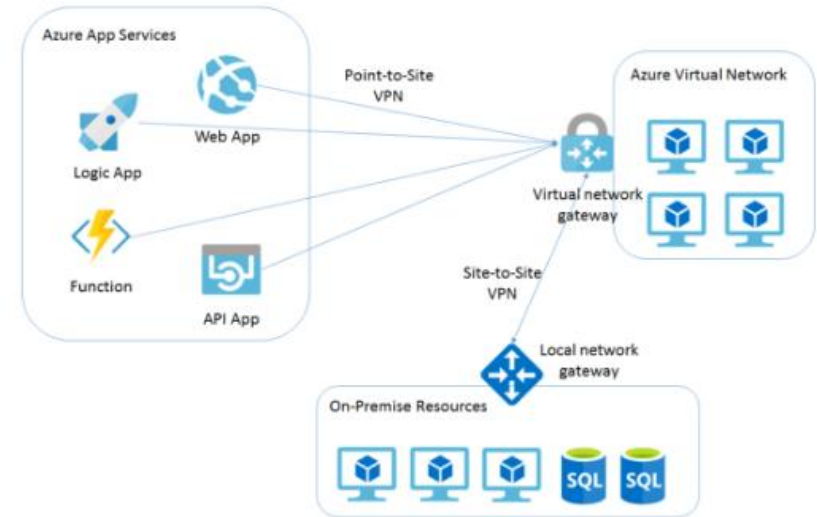 Azure App Services
Web App
Logic App
Function
API App
Point-to-Site
VPN
Azure Virtual Network
Virtual network
gateway
Site-to-Site
VPN
Local network
gateway
On-Premise Resources
SQL
SQL